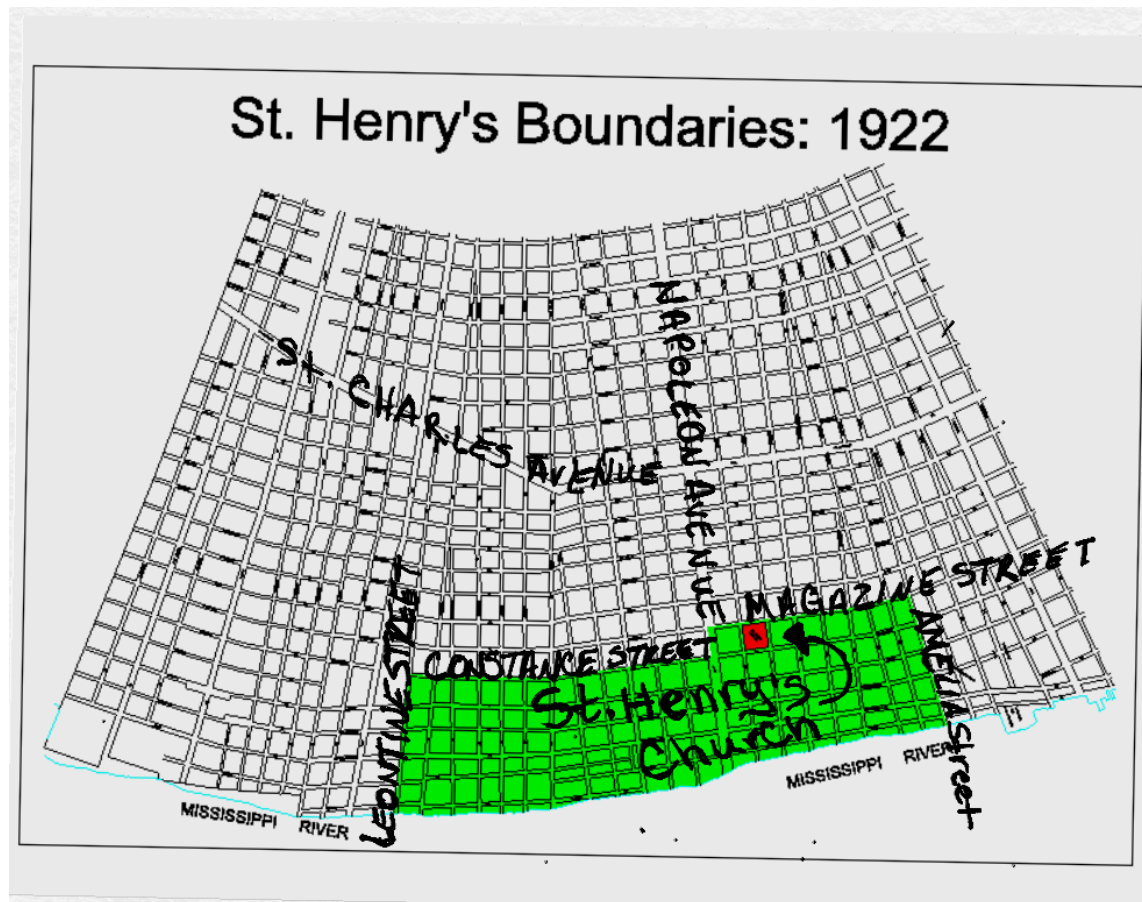 St. Henry's Boundaries: 1922
NAPOLEON AVENUE
St. CHARLES AVENUE
MAGAZINE STREET
LEONTINE STREET
CONSTANCE STREET
AMELIA Street
St. Henry's
Church
MISSISSIPPI RIVER
MISSISSIPPI RIVER